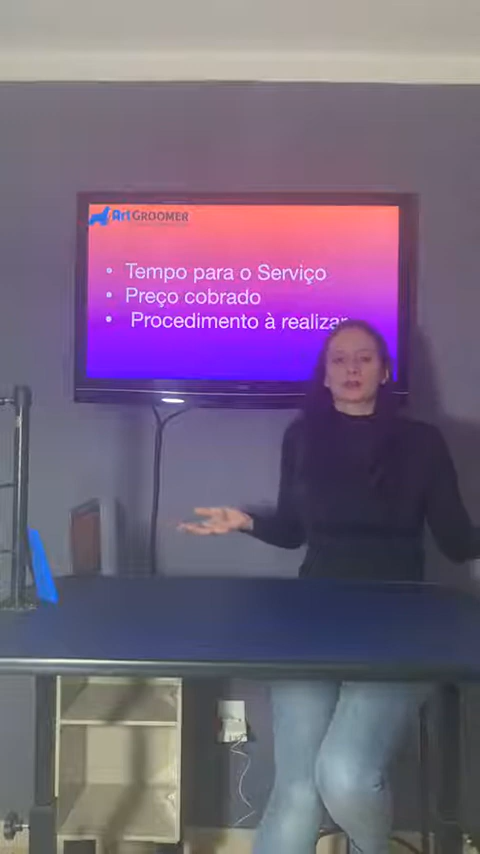 ArtGROOMER
• Tempo para o Serviço
• Preço cobrado
• Procedimento à realizar